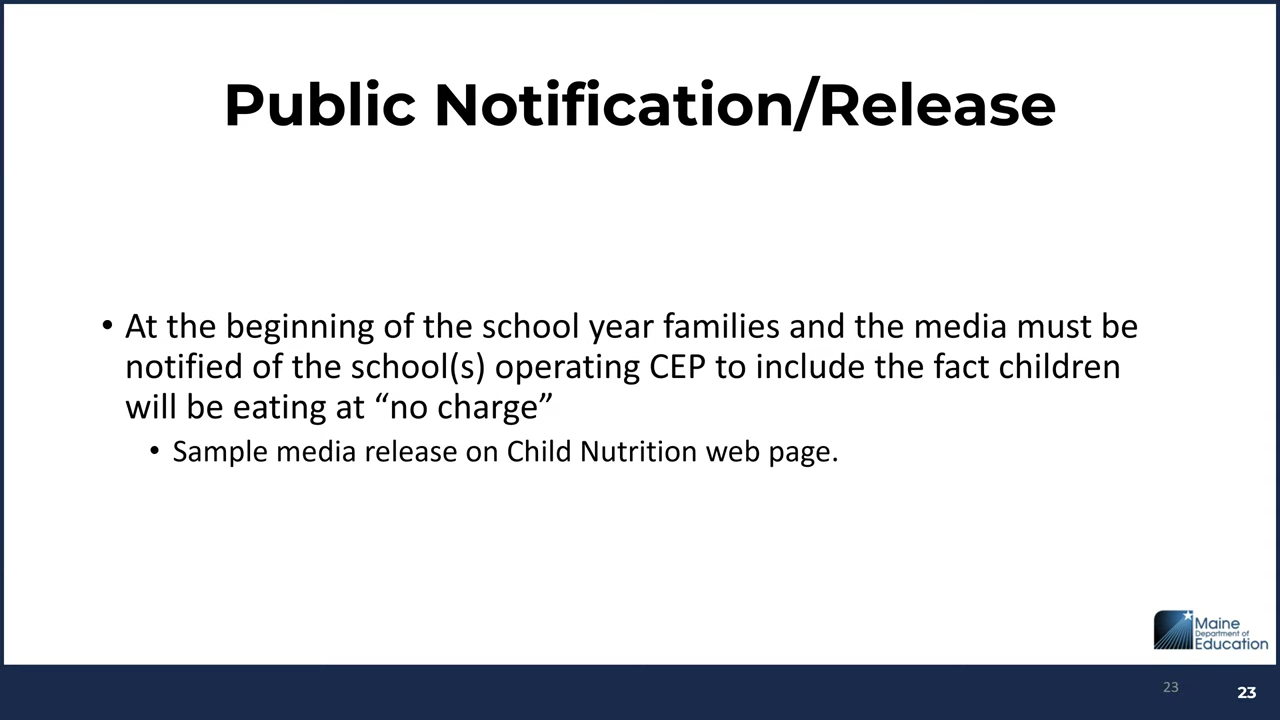 Public Notification/Release
• At the beginning of the school year families and the media must be
notified of the school(s) operating CEP to include the fact children
will be eating at “no charge”
• Sample media release on Child Nutrition web page.
Maine
Department of
Education
23
23